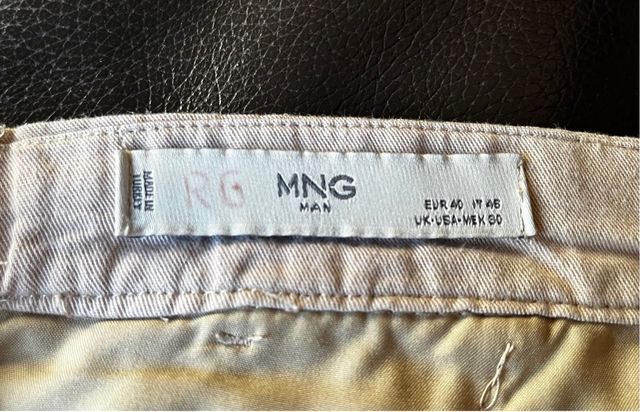 MADE IN
TURKEY
RG
MNG
MAN
EUR 40 IT 46
UK-USA-MEX 30